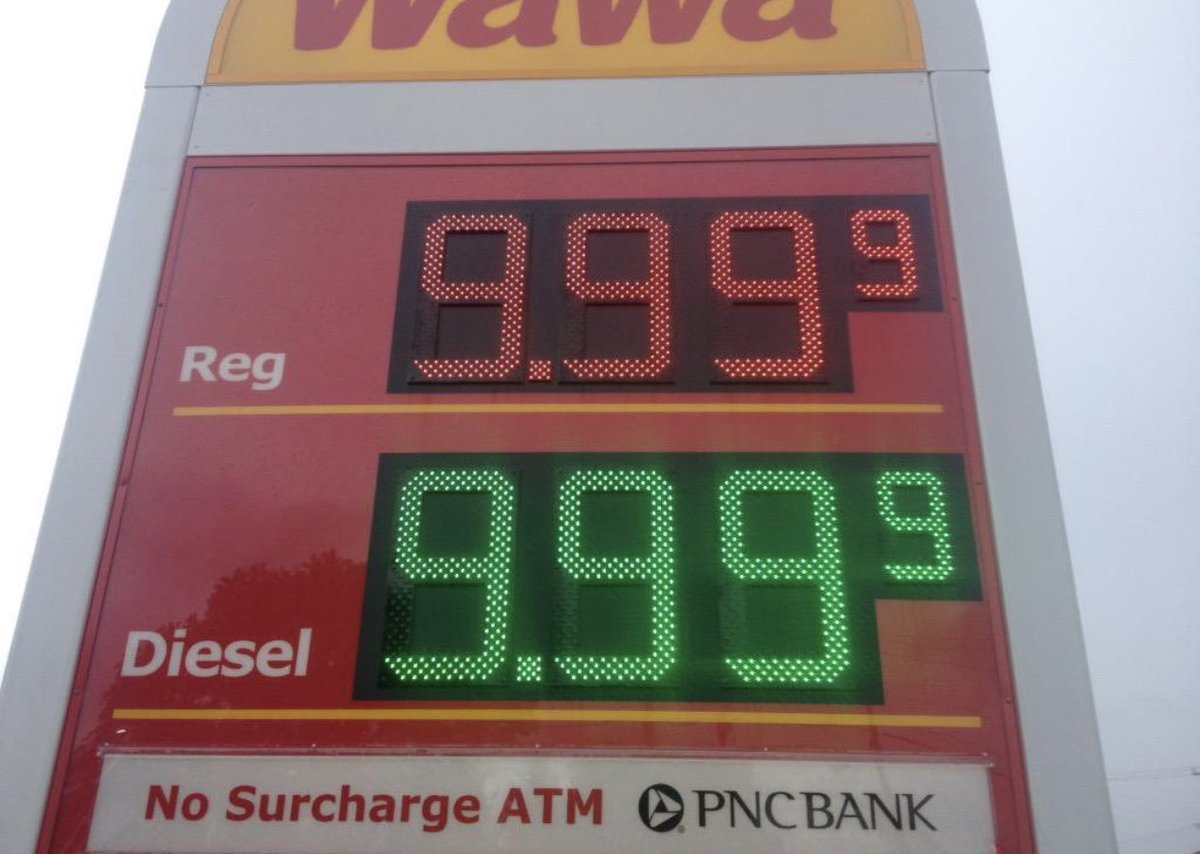 Wawa
9.99 9
Reg
9.99 9
Diesel
No Surcharge ATM PNCBANK